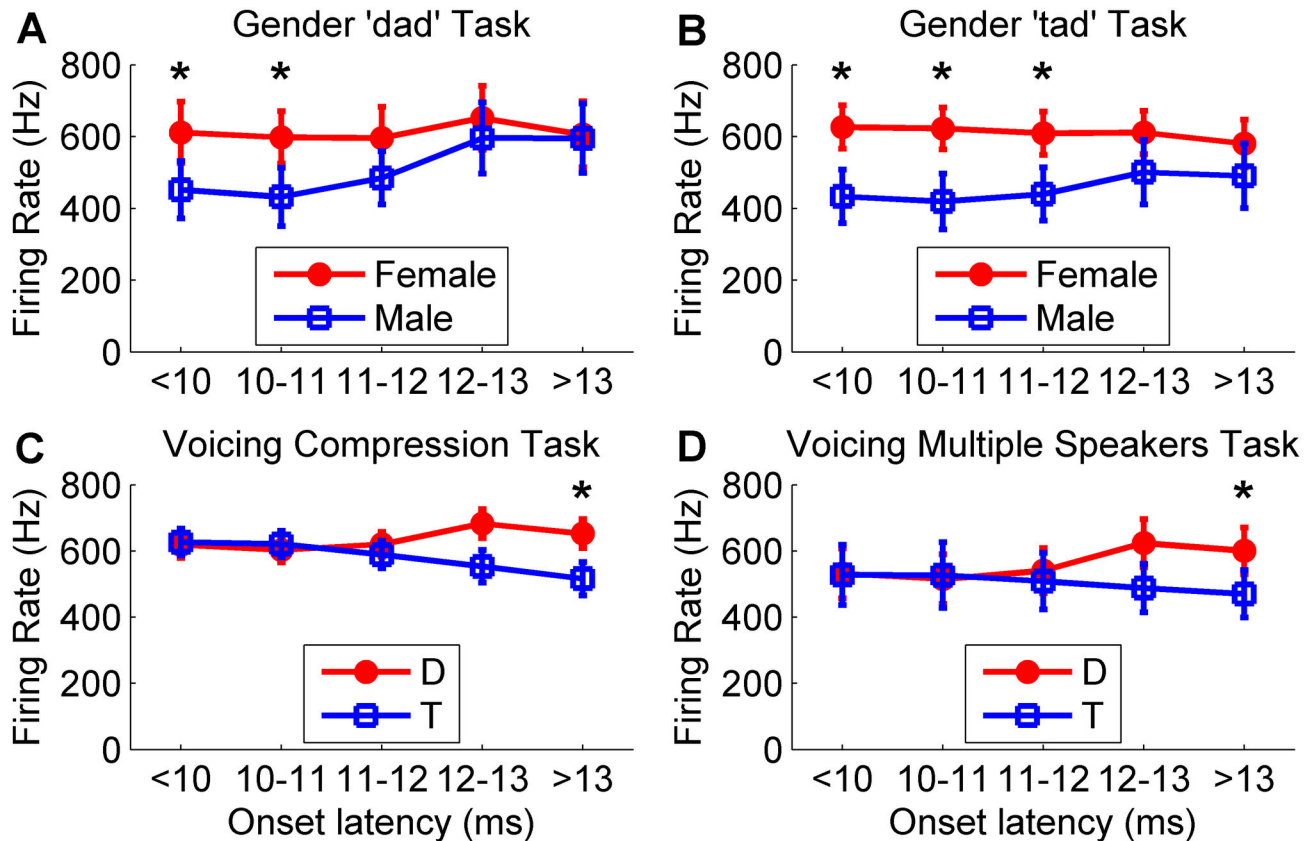 A
Gender 'dad' Task
*
*
Firing Rate (Hz)
800
600
400
200
0
Female
Male
<10 10-11 11-12 12-13 >13
B
Gender 'tad' Task
*
*
*
Firing Rate (Hz)
800
600
400
200
0
Female
Male
<10 10-11 11-12 12-13 >13
C
Voicing Compression Task
*
Firing Rate (Hz)
800
600
400
200
0
D
T
<10 10-11 11-12 12-13 >13
Onset latency (ms)
D
Voicing Multiple Speakers Task
*
Firing Rate (Hz)
800
600
400
200
0
D
T
<10 10-11 11-12 12-13 >13
Onset latency (ms)